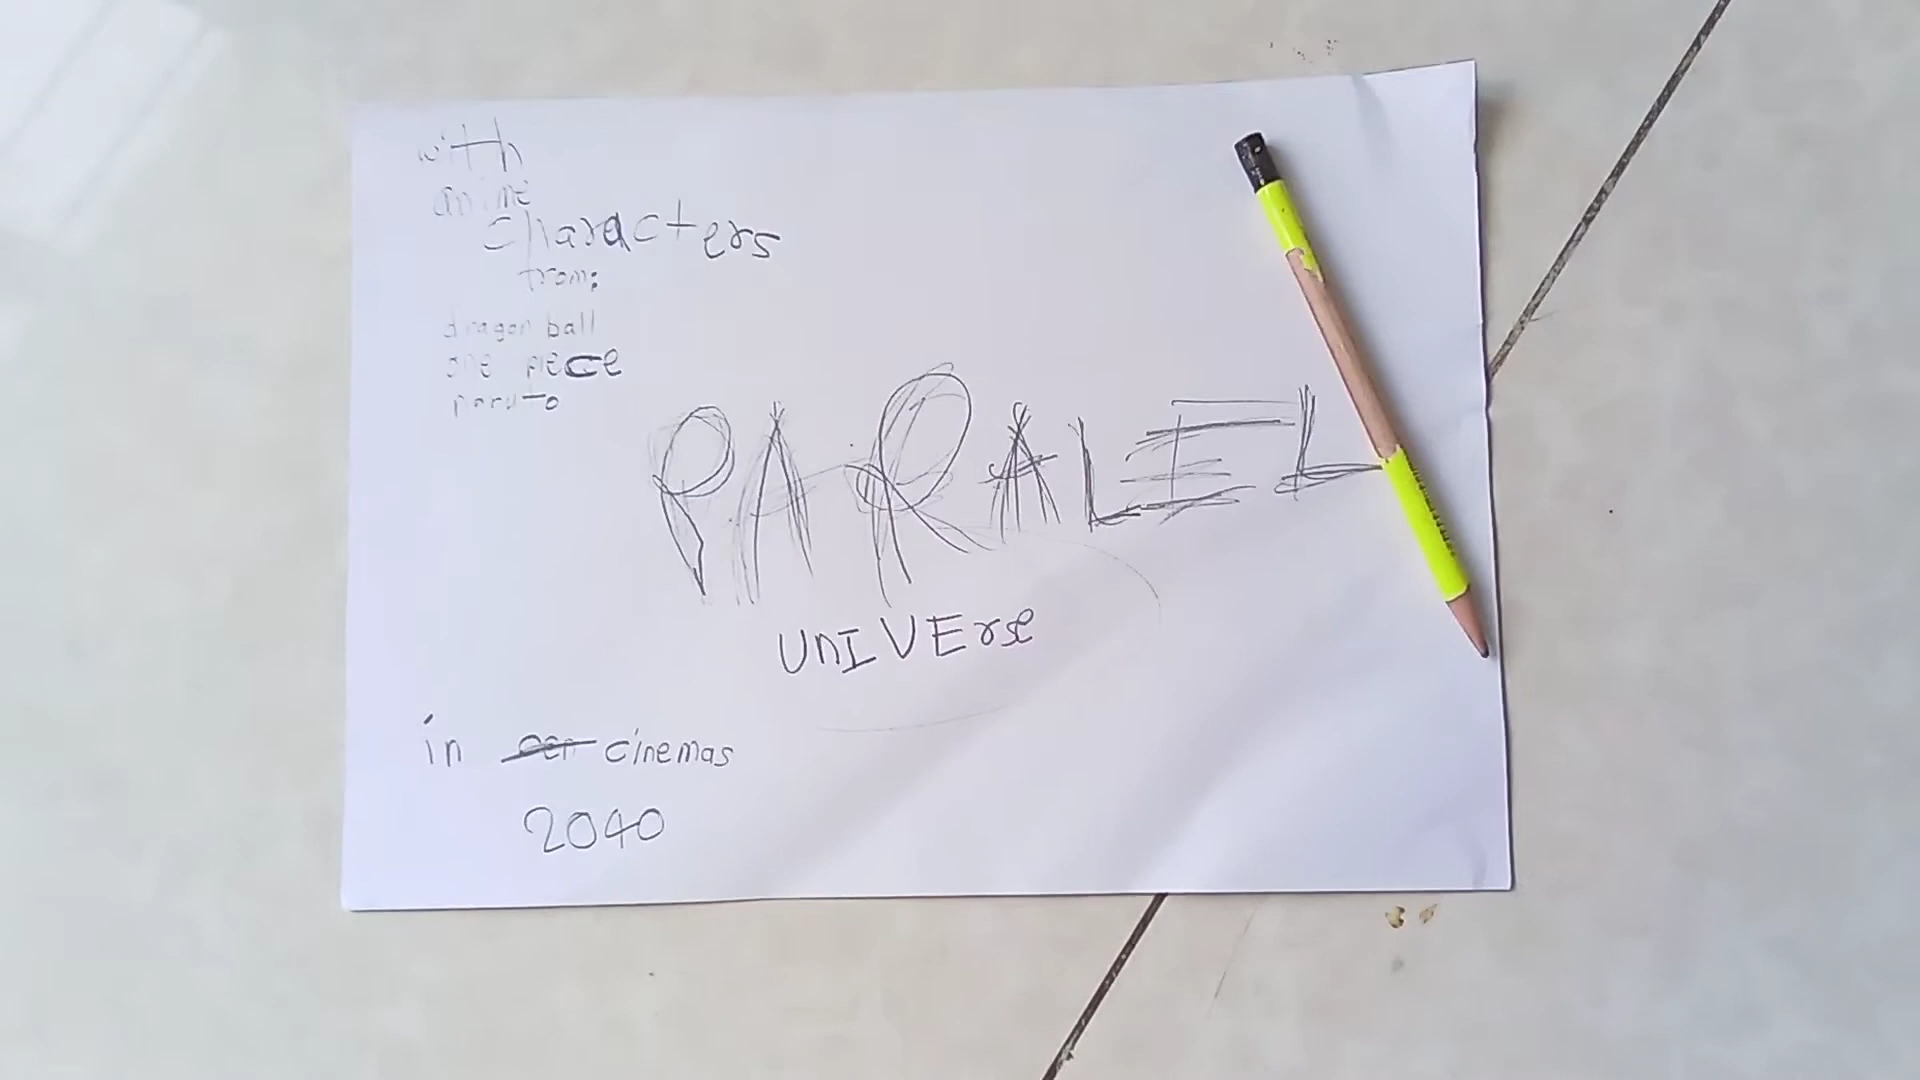 with
anime
characters
from:
dragon ball
one piece
naruto
PARALEL
UnIVErse
in cinemas
2040